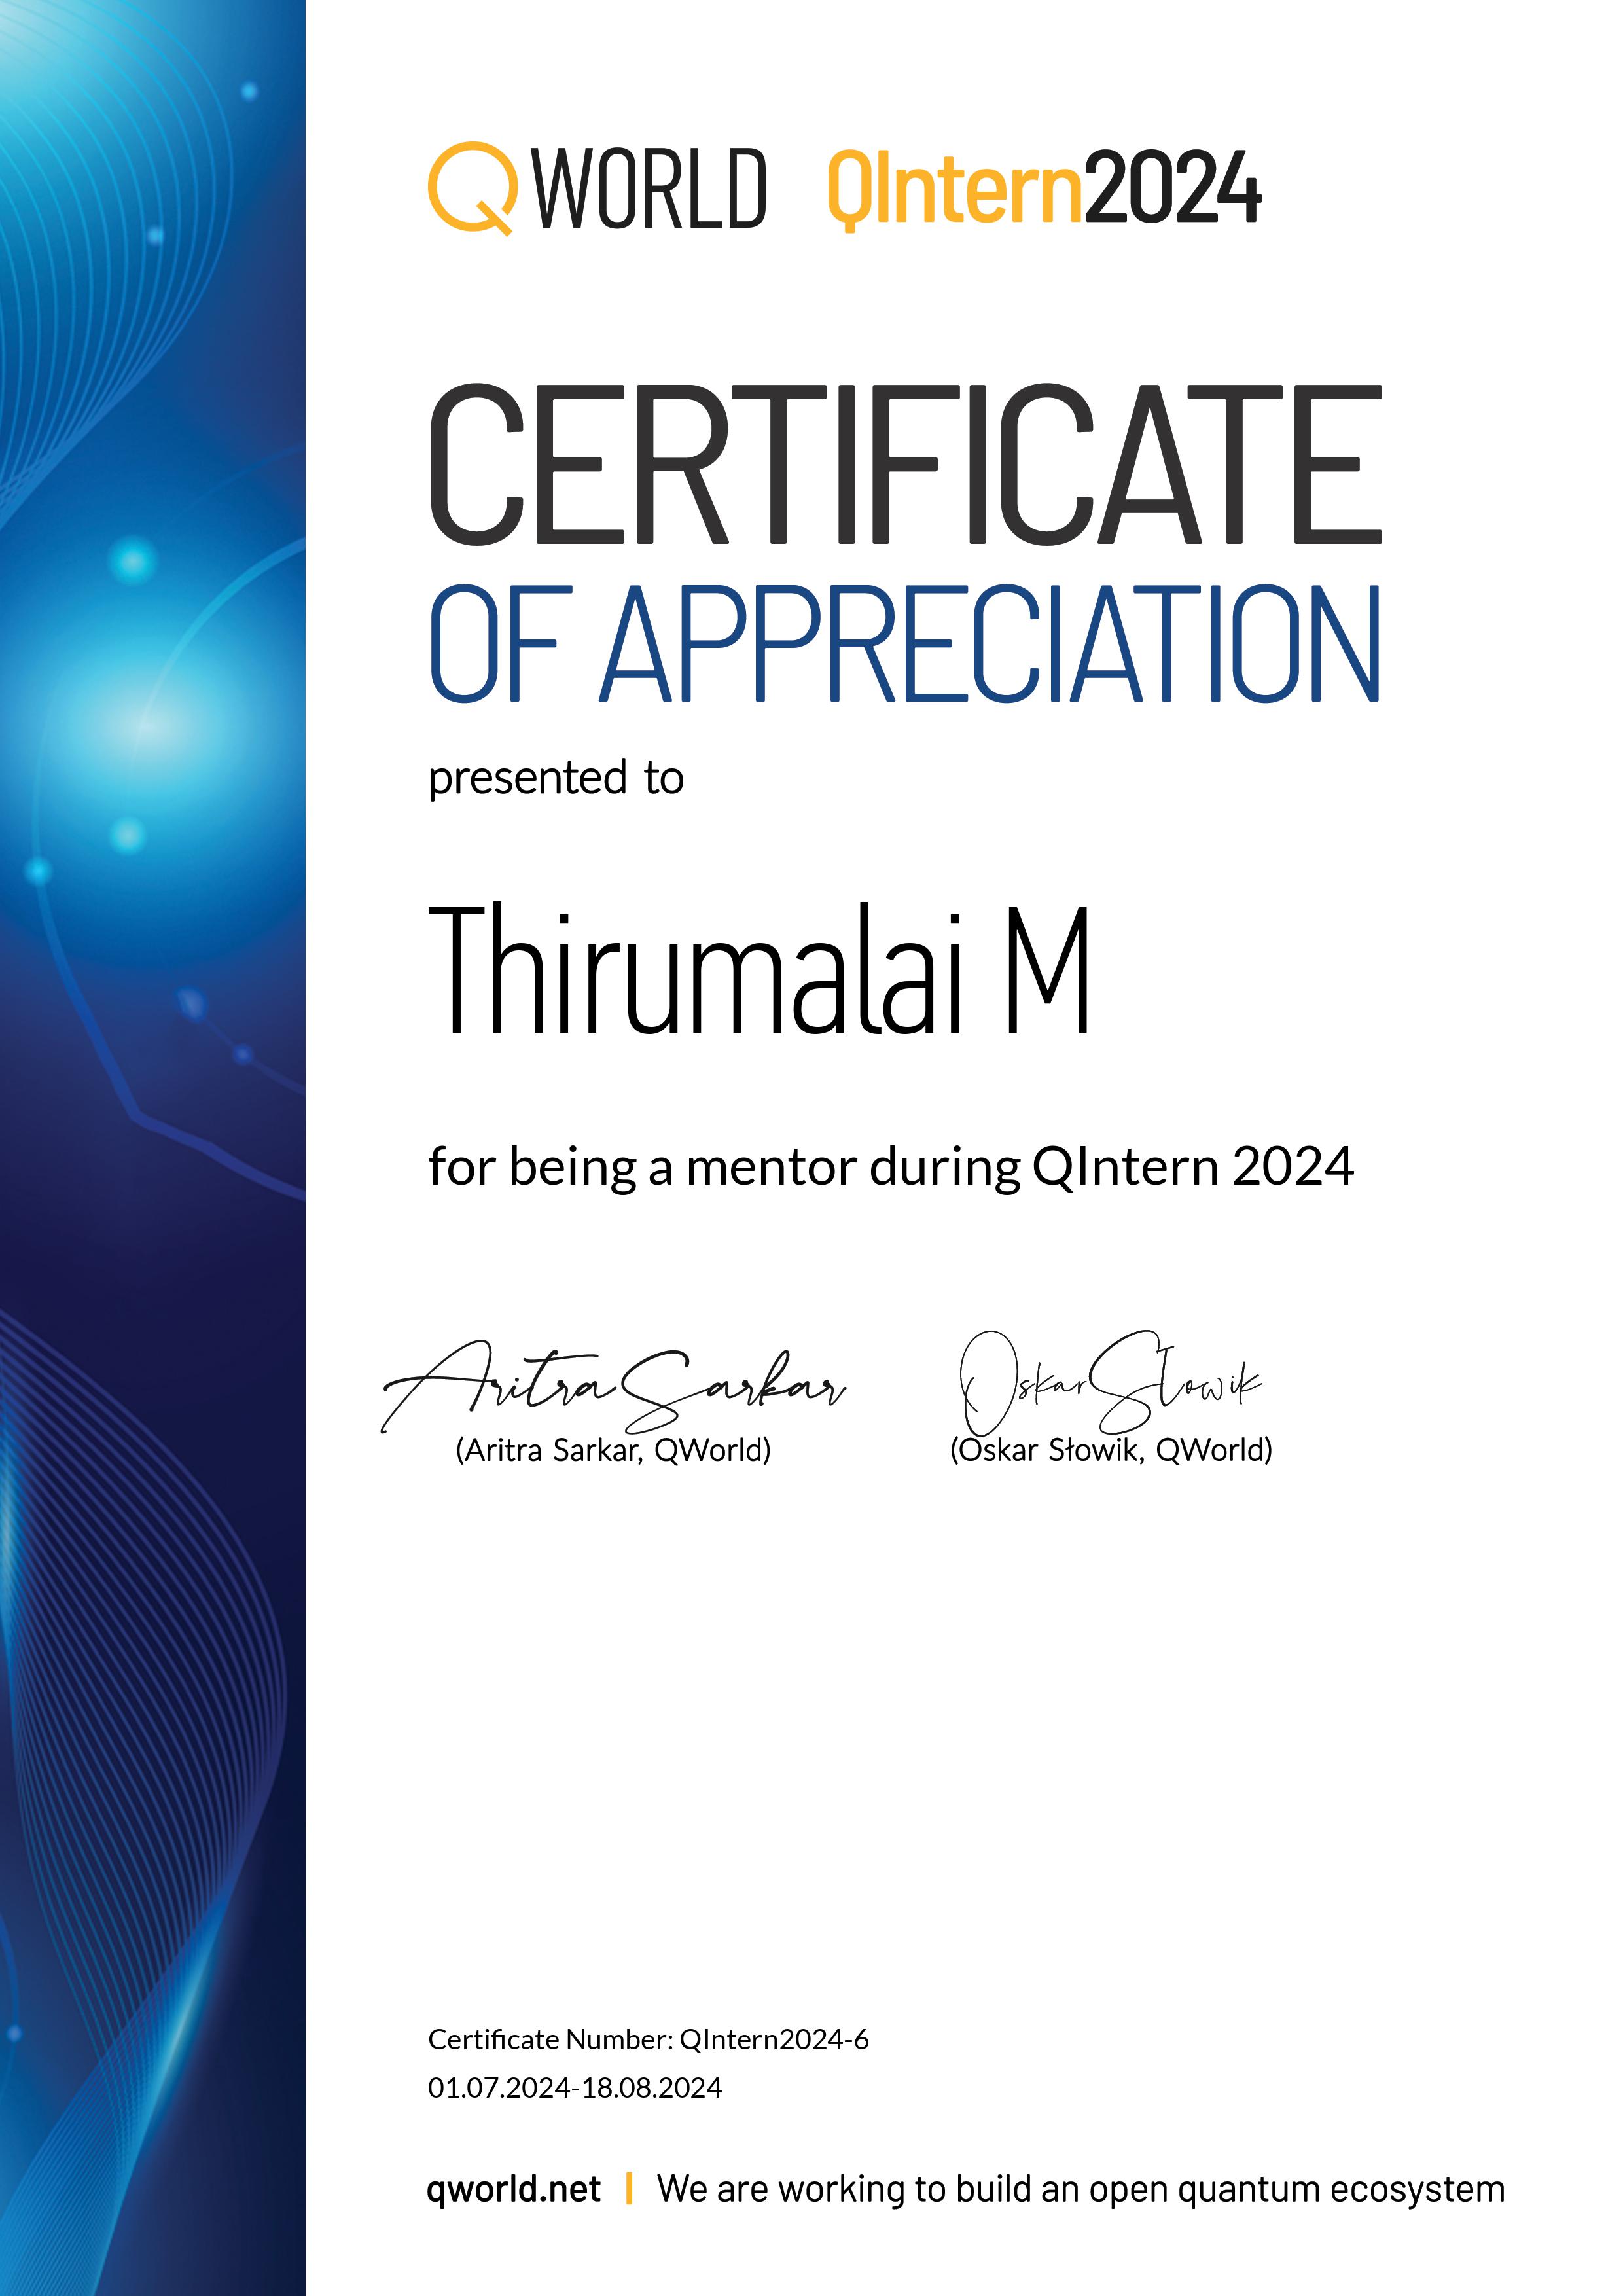 QWORLD QIntern2024
CERTIFICATE
OF APPRECIATION
presented to
Thirumalai M
for being a mentor during QIntern 2024
Aritra Sarkar Oskar Słowik
(Aritra Sarkar, QWorld) (Oskar Słowik, QWorld)
Certificate Number: QIntern2024-6
01.07.2024-18.08.2024
qworld.net | We are working to build an open quantum ecosystem